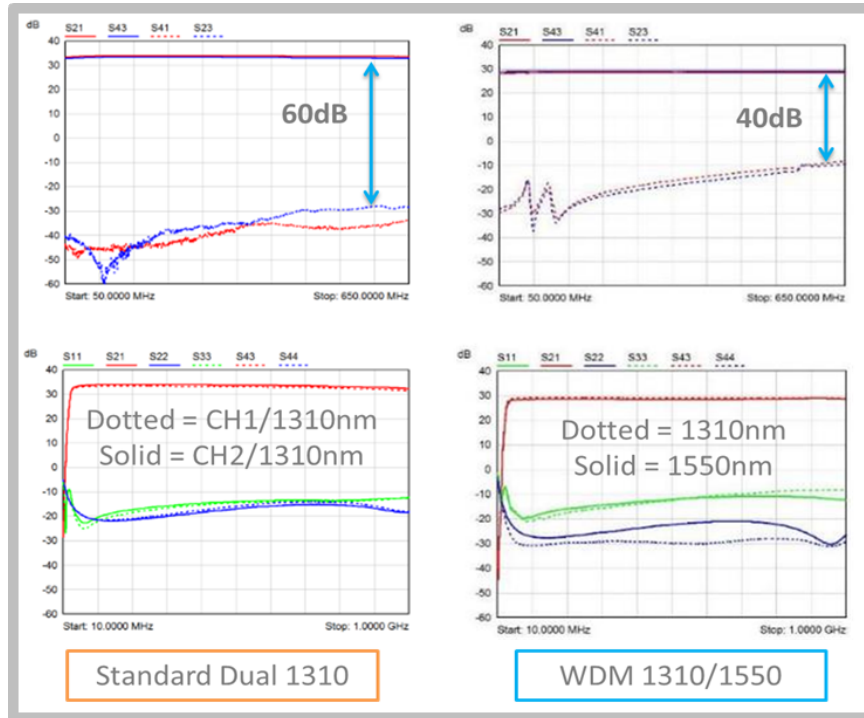 dB S21 S43 S41 S23
40
30
20
10
0
-10
-20
-30
-40
-50
-60
60dB
Start: 50.0000 MHz Stop: 650.0000 MHz
dB S21 S43 S41 S23
40
30
20
10
0
-10
-20
-30
-40
-50
-60
40dB
Start: 50.0000 MHz Stop: 650.0000 MHz
dB S11 S21 S22 S33 S43 S44
40
30
20
10
0
-10
-20
-30
-40
-50
-60
Dotted = CH1/1310nm
Solid = CH2/1310nm
Start: 10.0000 MHz Stop: 1.0000 GHz
dB S11 S21 S22 S33 S43 S44
40
30
20
10
0
-10
-20
-30
-40
-50
-60
Dotted = 1310nm
Solid = 1550nm
Start: 10.0000 MHz Stop: 1.0000 GHz
Standard Dual 1310
WDM 1310/1550